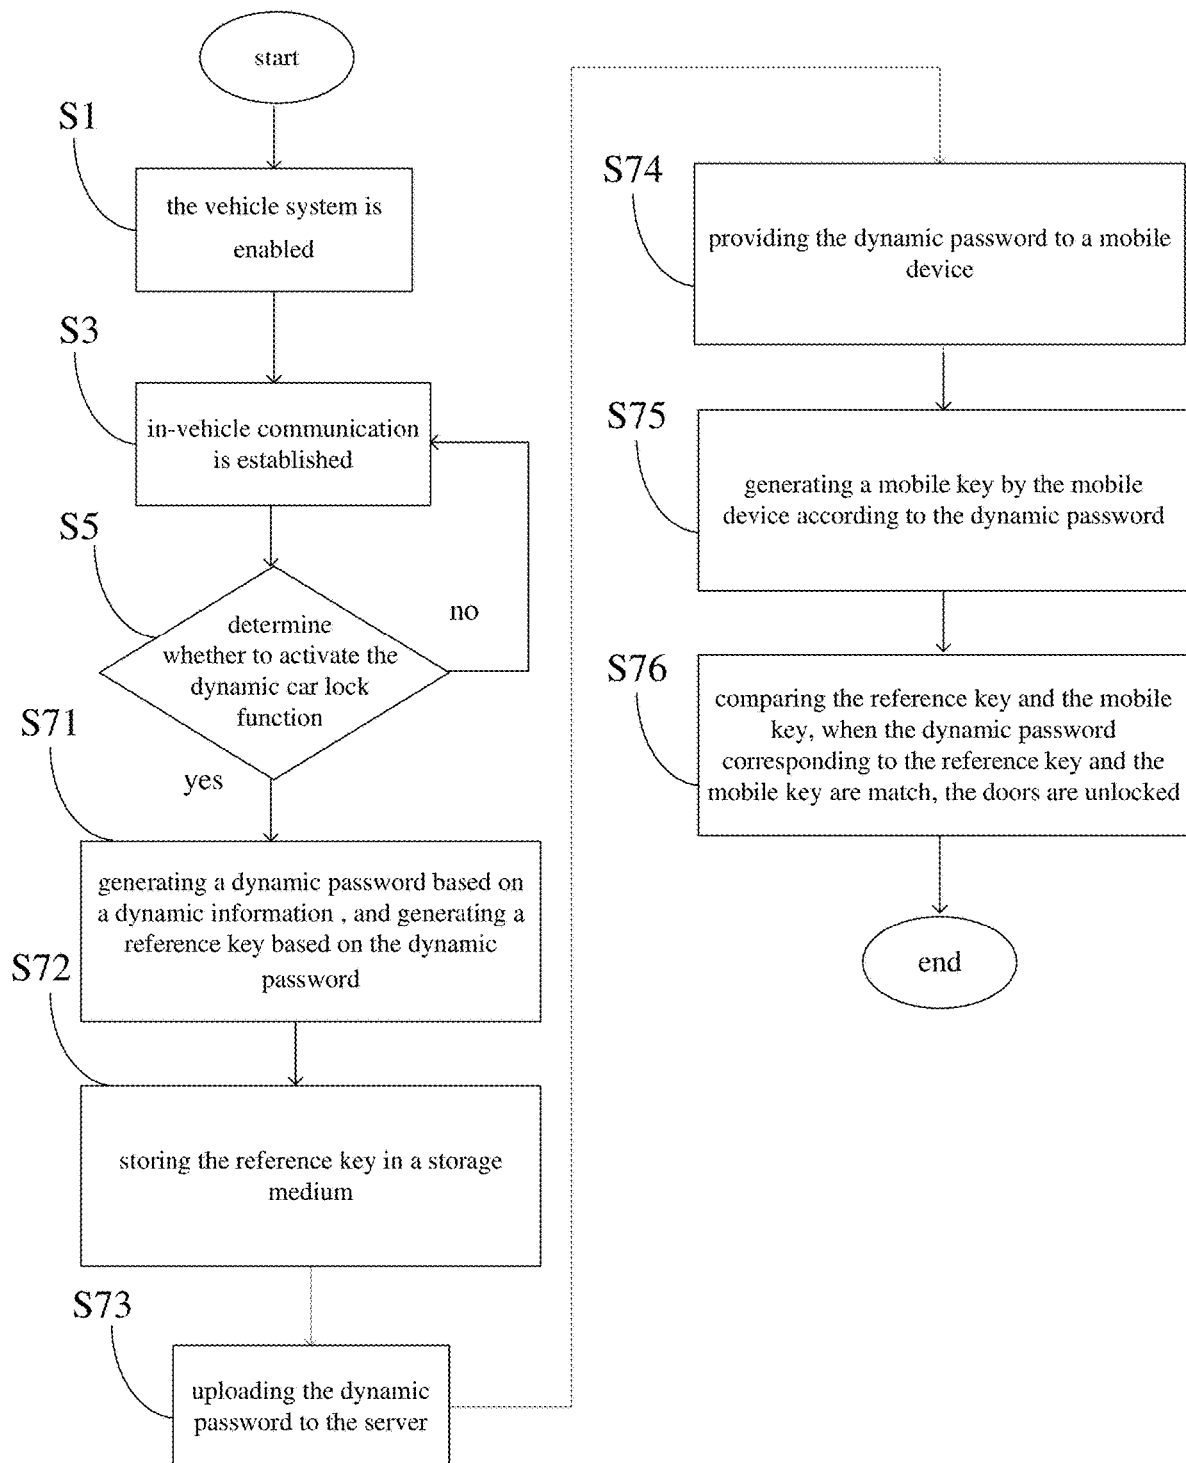 start
S1
the vehicle system is
enabled
S3
in-vehicle communication
is established
S5
determine
whether to activate the
dynamic car lock
function
no
yes
S71
generating a dynamic password based on
a dynamic information , and generating a
reference key based on the dynamic
password
S72
storing the reference key in a storage
medium
S73
uploading the dynamic
password to the server
S74
providing the dynamic password to a mobile
device
S75
generating a mobile key by the mobile
device according to the dynamic password
S76
comparing the reference key and the mobile
key, when the dynamic password
corresponding to the reference key and the
mobile key are match, the doors are unlocked
end